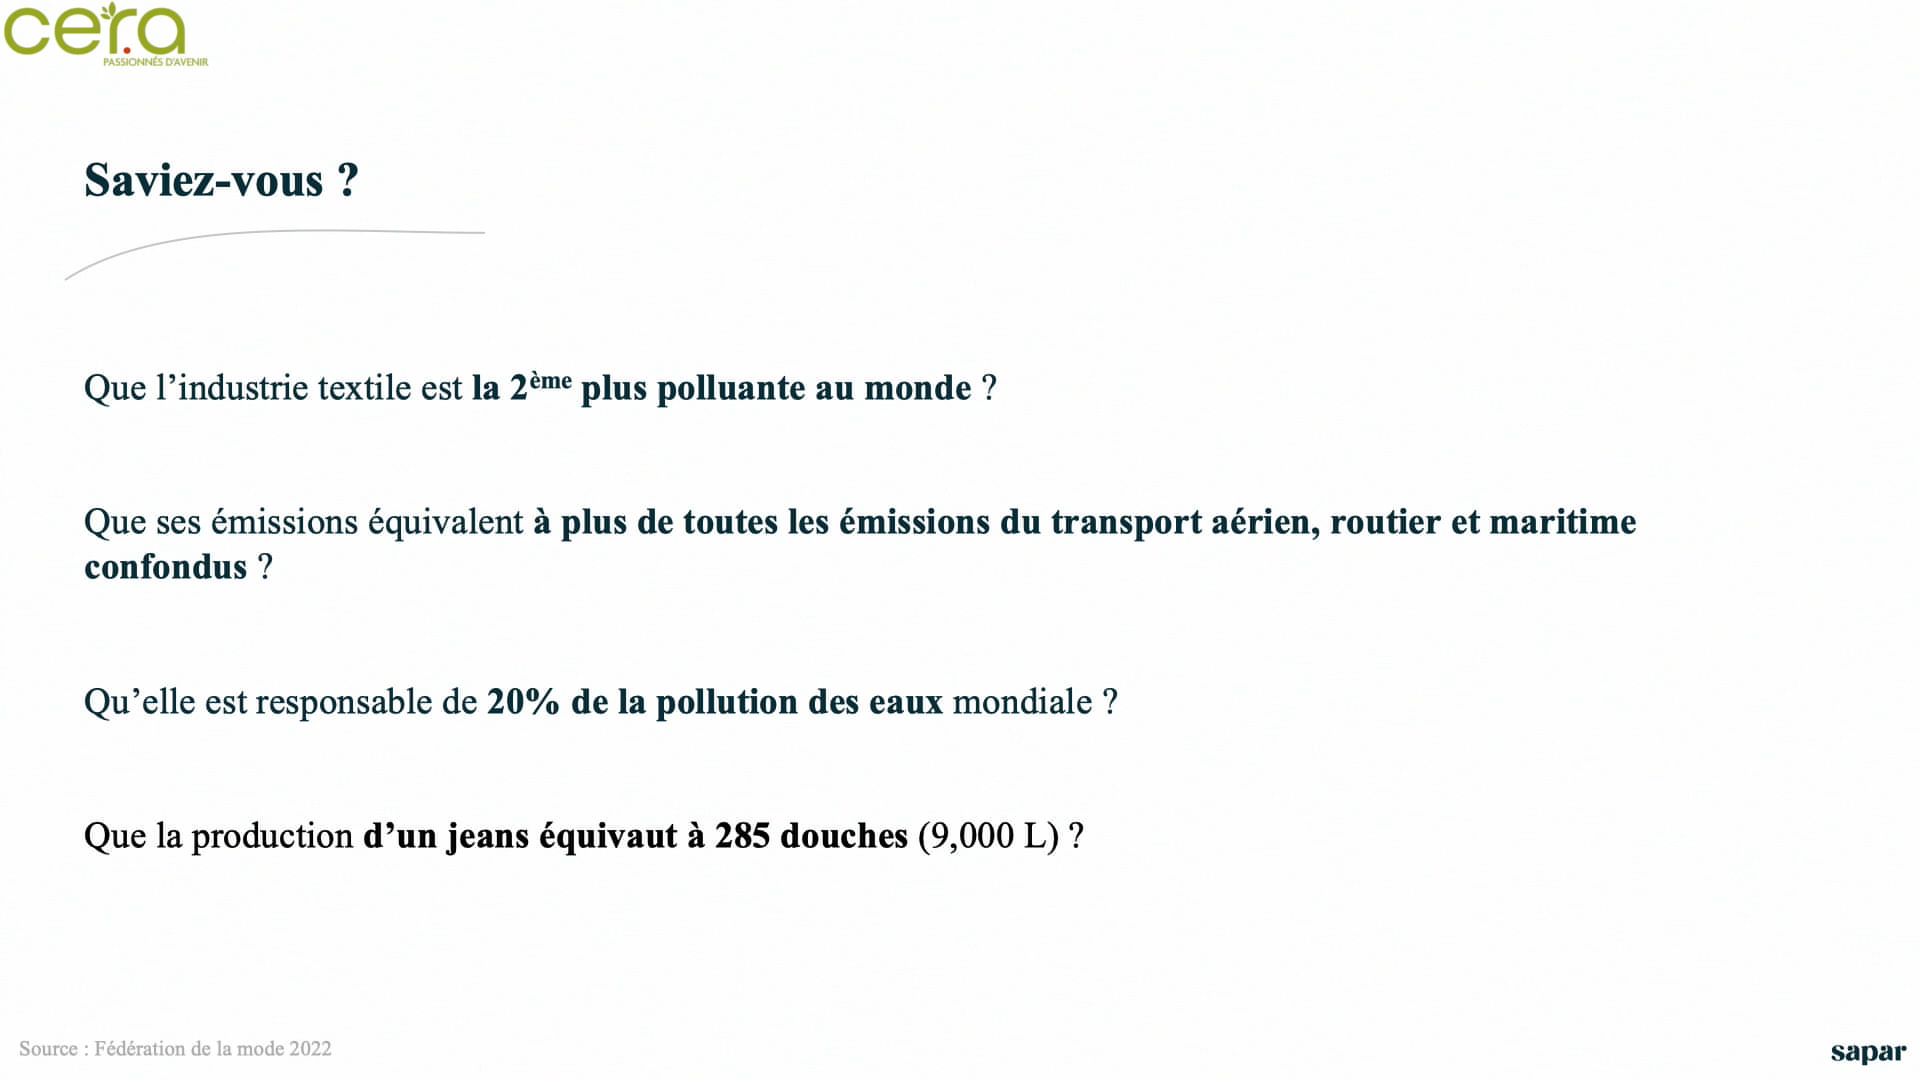 cer.a
PASSIONNÉS D'AVENIR
Saviez-vous ?
Que l’industrie textile est la 2ème plus polluante au monde ?
Que ses émissions équivalent à plus de toutes les émissions du transport aérien, routier et maritime
confondus ?
Qu’elle est responsable de 20% de la pollution des eaux mondiale ?
Que la production d’un jeans équivaut à 285 douches (9,000 L) ?
Source : Fédération de la mode 2022
sapar